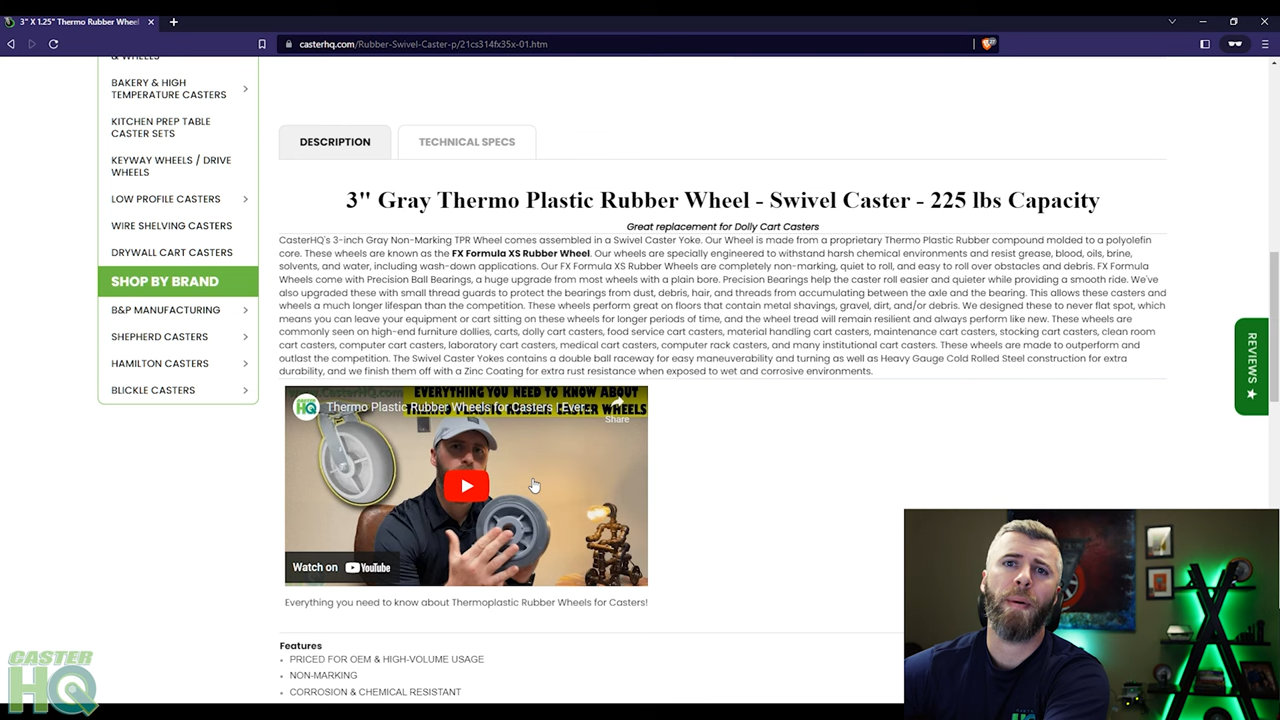 3" X 1.25" Thermo Rubber Whee
casterhq.com/Rubber-Swivel-Caster-p/21cs314fx35x-01.htm
& WHEELS
BAKERY & HIGH
TEMPERATURE CASTERS
KITCHEN PREP TABLE
CASTER SETS
KEYWAY WHEELS / DRIVE
WHEELS
LOW PROFILE CASTERS
WIRE SHELVING CASTERS
DRYWALL CART CASTERS
SHOP BY BRAND
B&P MANUFACTURING
SHEPHERD CASTERS
HAMILTON CASTERS
BLICKLE CASTERS
DESCRIPTION
TECHNICAL SPECS
3" Gray Thermo Plastic Rubber Wheel - Swivel Caster - 225 lbs Capacity
Great replacement for Dolly Cart Casters
CasterHQ's 3-inch Gray Non-Marking TPR Wheel comes assembled in a Swivel Caster Yoke. Our Wheel is made from a proprietary Thermo Plastic Rubber compound molded to a polyolefin
core. These wheels are known as the FX Formula XS Rubber Wheel. Our wheels are specially engineered to withstand harsh chemical environments and resist grease, blood, oils, brine,
solvents, and water, including wash-down applications. Our FX Formula XS Rubber Wheels are completely non-marking, quiet to roll, and easy to roll over obstacles and debris. FX Formula
Wheels come with Precision Ball Bearings, a huge upgrade from most wheels with a plain bore. Precision Bearings help the caster roll easier and quieter while providing a smooth ride. We've
also upgraded these with small thread guards to protect the bearings from dust, debris, hair, and threads from accumulating between the axle and the bearing. This allows these casters and
wheels a much longer lifespan than the competition. These wheels perform great on floors that contain metal shavings, gravel, dirt, and/or debris. We designed these to never flat spot, which
means you can leave your equipment or cart sitting on these wheels for longer periods of time, and the wheel tread will remain resilient and always perform like new. These wheels are
commonly seen on high-end furniture dollies, carts, dolly cart casters, food service cart casters, material handling cart casters, maintenance cart casters, stocking cart casters, clean room
cart casters, computer cart casters, laboratory cart casters, medical cart casters, computer rack casters, and many institutional cart casters. These wheels are made to outperform and
outlast the competition. The Swivel Caster Yokes contains a double ball raceway for easy maneuverability and turning as well as Heavy Gauge Cold Rolled Steel construction for extra
durability, and we finish them off with a Zinc Coating for extra rust resistance when exposed to wet and corrosive environments.
EVERYTHING YOU NEED TO KNOW ABOUT
Thermo Plastic Rubber Wheels for Casters | Ever...
Share
Watch on YouTube
Everything you need to know about Thermoplastic Rubber Wheels for Casters!
Features
PRICED FOR OEM & HIGH-VOLUME USAGE
NON-MARKING
CORROSION & CHEMICAL RESISTANT
REVIEWS ★
CASTER
HQ